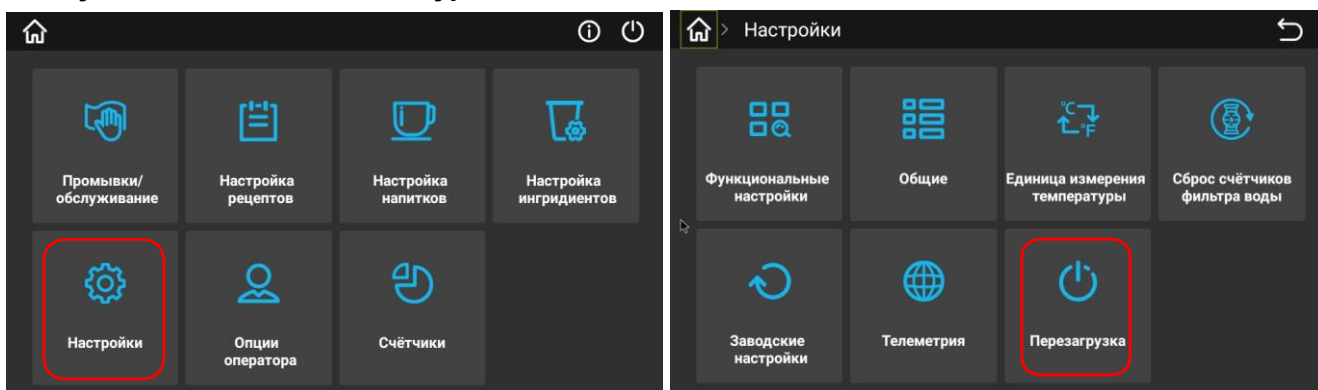 Промывки/
обслуживание
Настройка
рецептов
Настройка
напитков
Настройка
ингридиентов
Настройки
Опции
оператора
Счётчики
> Настройки
Функциональные
настройки
Общие
°C
°F
Единица измерения
температуры
Сброс счётчиков
фильтра воды
Заводские
настройки
Телеметрия
Перезагрузка